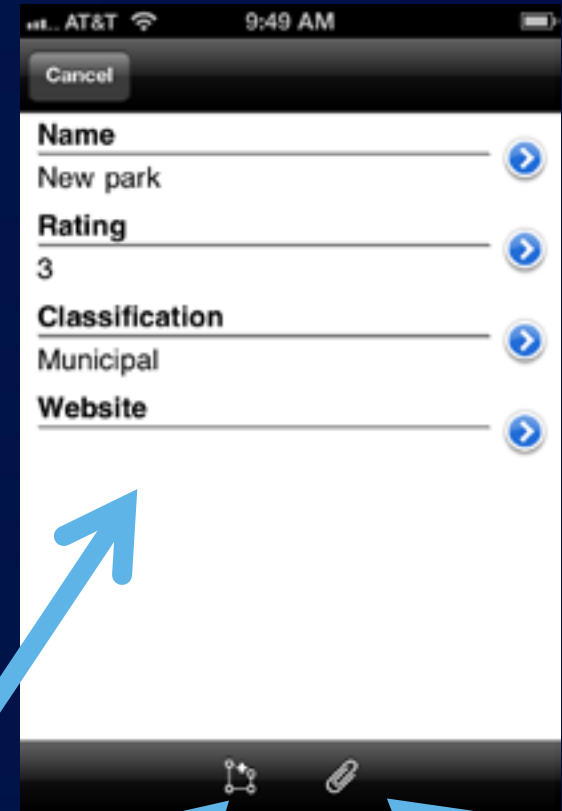 AT&T 9:49 AM
Cancel
Name
New park
Rating
3
Classification
Municipal
Website